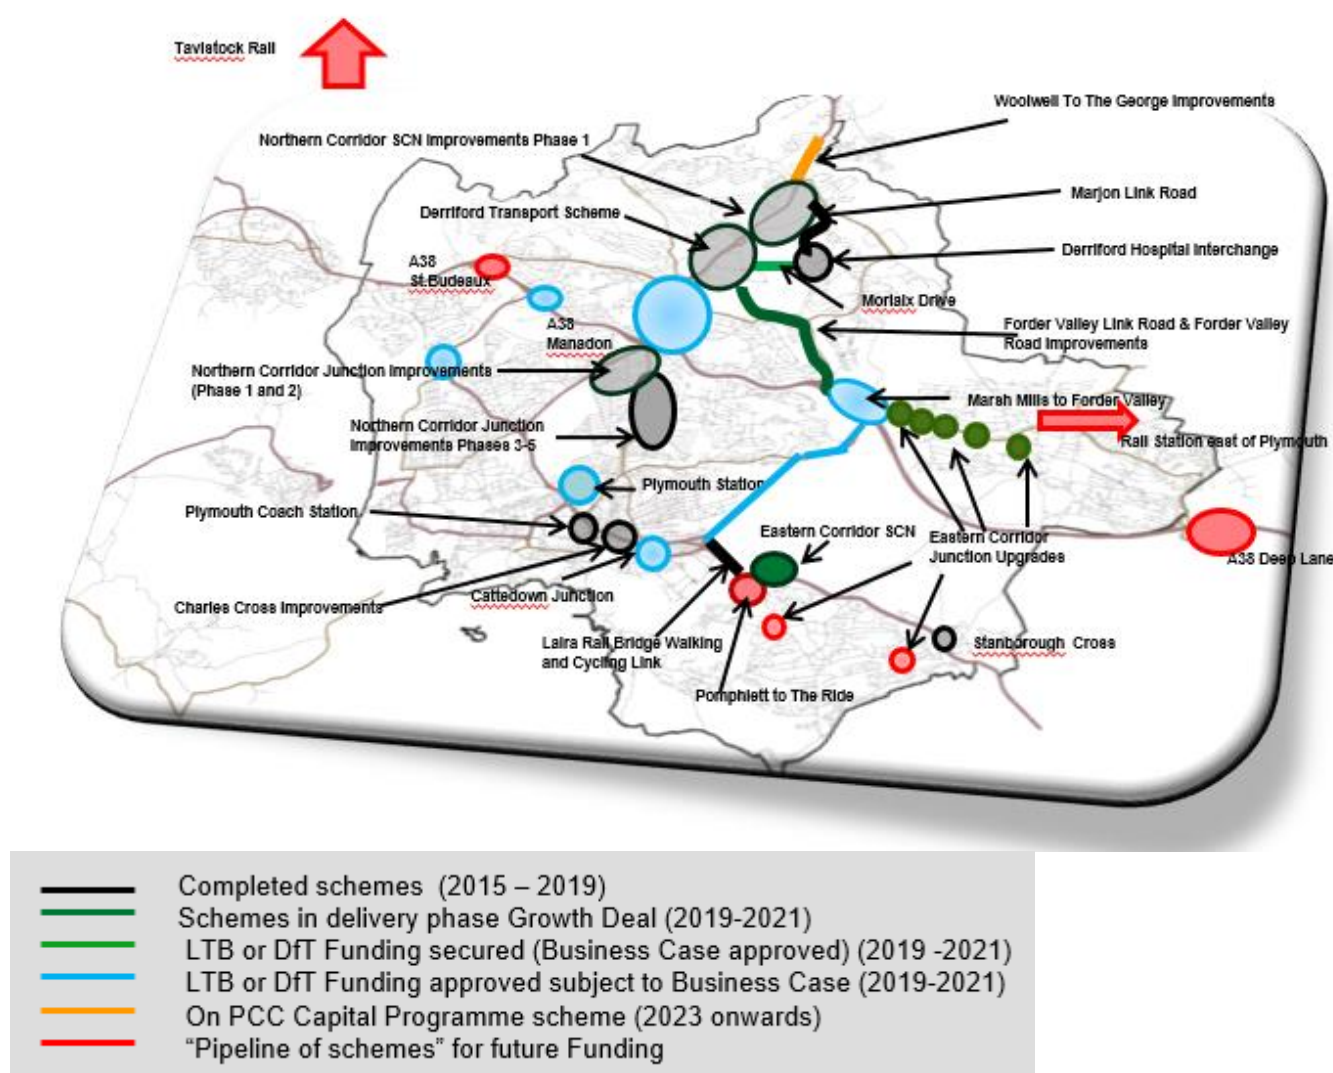 Tavistock Rail
Woolwell To The George Improvements
Northern Corridor SCN Improvements Phase 1
Marjon Link Road
Derriford Transport Scheme
Derriford Hospital Interchange
A38
St.Budeaux
Morlaix Drive
A38
Manadon
Forder Valley Link Road & Forder Valley
Road Improvements
Northern Corridor Junction Improvements
(Phase 1 and 2)
Marsh Mills to Forder Valley
Northern Corridor Junction
Improvements Phases 3-5
Rail Station east of Plymouth
Plymouth Station
Plymouth Coach Station
Eastern Corridor SCN
Eastern Corridor
Junction Upgrades
A38 Deep Lane
Cattedown Junction
Charles Cross Improvements
Laira Rail Bridge Walking
and Cycling Link
Stanborough Cross
Pomphlett to The Ride
Completed schemes (2015 – 2019)
Schemes in delivery phase Growth Deal (2019-2021)
LTB or DfT Funding secured (Business Case approved) (2019 -2021)
LTB or DfT Funding approved subject to Business Case (2019-2021)
On PCC Capital Programme scheme (2023 onwards)
“Pipeline of schemes” for future Funding